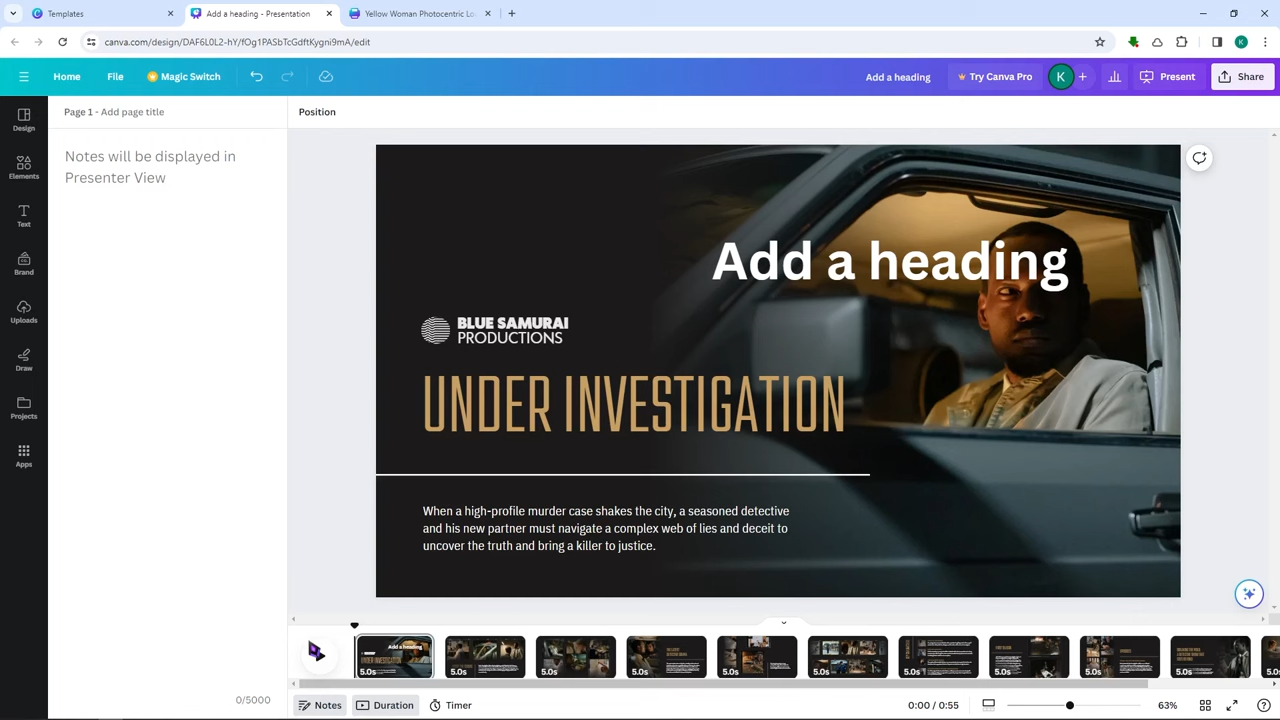 Templates
Add a heading - Presentation
Yellow Woman Photocentric Lo
canva.com/design/DAF6L0L2-hY/fOg1PASbTcGdftKygni9mA/edit
K
Home
File
Magic Switch
Add a heading
Try Canva Pro
K
Present
Share
Design
Elements
Text
Brand
Uploads
Draw
Projects
Apps
Page 1 - Add page title
Notes will be displayed in
Presenter View
0/5000
Position
Add a heading
BLUE SAMURAI
PRODUCTIONS
UNDER INVESTIGATION
When a high-profile murder case shakes the city, a seasoned detective
and his new partner must navigate a complex web of lies and deceit to
uncover the truth and bring a killer to justice.
Add a heading
UNDER INVESTIGATION
5.0s
5.0s
5.0s
5.0s
5.0s
5.0s
5.0s
5.0s
5.0s
5.0s
5.0s
Notes
Duration
Timer
0:00 / 0:55
63%